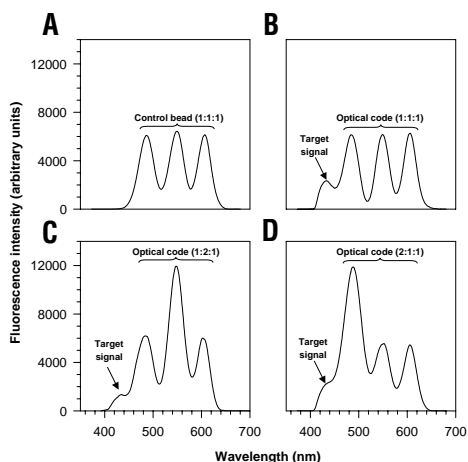 A
B
12000
8000
4000
0
Control bead (1:1:1)
Optical code (1:1:1)
Target
signal
C
D
12000
8000
4000
0
Optical code (1:2:1)
Optical code (2:1:1)
Target
signal
Target
signal
400 500 600 700
400 500 600 700
Fluorescence intensity (arbitrary units)
Wavelength (nm)